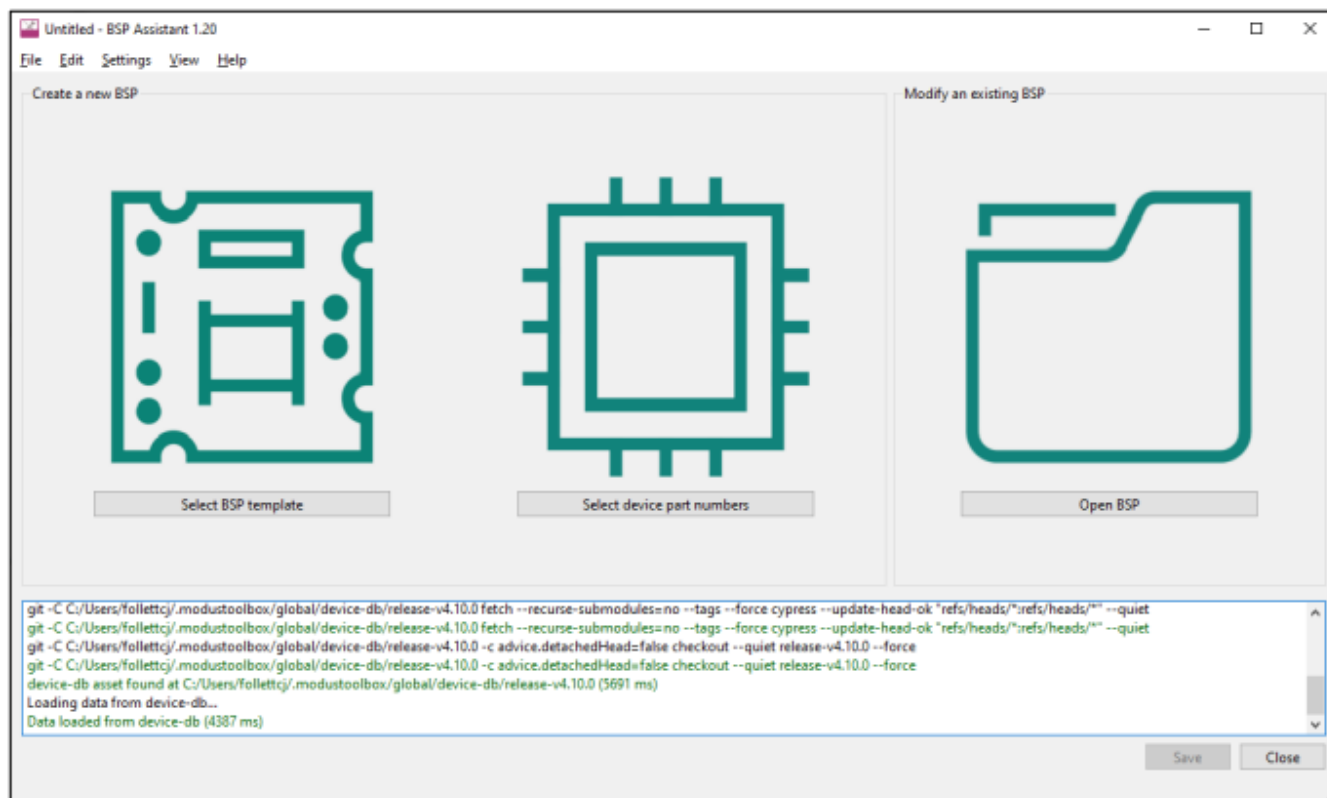 Untitled - BSP Assistant 1.20
File Edit Settings View Help
Create a new BSP
Modify an existing BSP
Select BSP template
Select device part numbers
Open BSP
git -C C:/Users/follettcj/.modustoolbox/global/device-db/release-v4.10.0 fetch --recurse-submodules=no --tags --force cypress --update-head-ok "refs/heads/*:refs/heads/*" --quiet
git -C C:/Users/follettcj/.modustoolbox/global/device-db/release-v4.10.0 fetch --recurse-submodules=no --tags --force cypress --update-head-ok "refs/heads/*:refs/heads/*" --quiet
git -C C:/Users/follettcj/.modustoolbox/global/device-db/release-v4.10.0 -c advice.detachedHead=false checkout --quiet release-v4.10.0 --force
git -C C:/Users/follettcj/.modustoolbox/global/device-db/release-v4.10.0 -c advice.detachedHead=false checkout --quiet release-v4.10.0 --force
device-db asset found at C:/Users/follettcj/.modustoolbox/global/device-db/release-v4.10.0 (5691 ms)
Loading data from device-db...
Data loaded from device-db (4387 ms)
Save Close